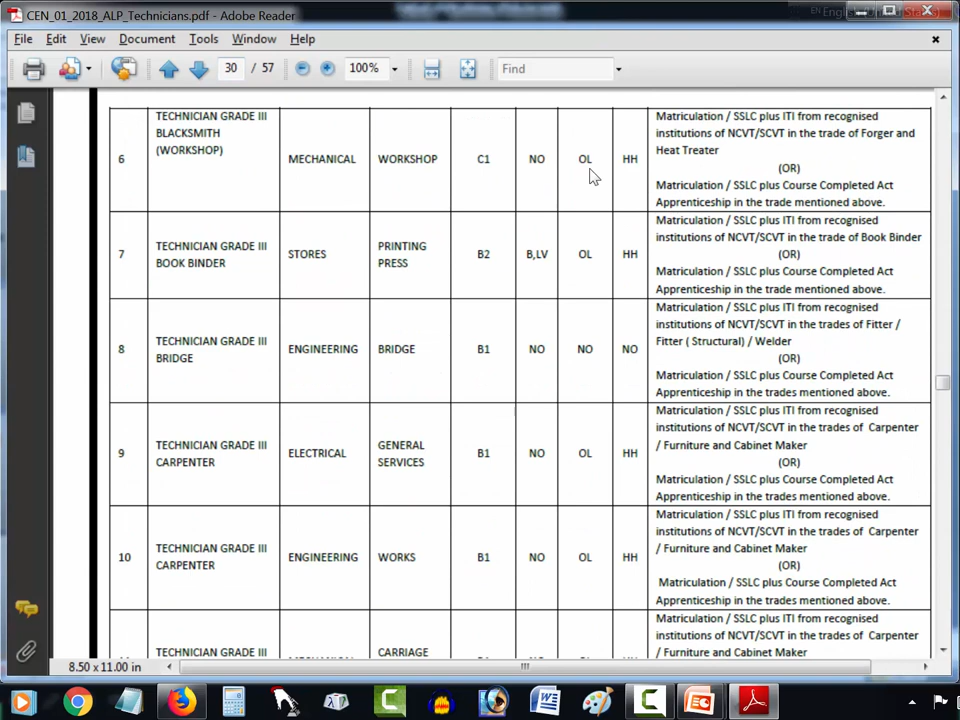 CEN_01_2018_ALP_Technicians.pdf - Adobe Reader
File Edit View Document Tools Window Help
30 / 57 100% Find
6 TECHNICIAN GRADE III
BLACKSMITH
(WORKSHOP) MECHANICAL WORKSHOP C1 NO OL HH
Matriculation / SSLC plus ITI from recognised
institutions of NCVT/SCVT in the trade of Forger and
Heat Treater
(OR)
Matriculation / SSLC plus Course Completed Act
Apprenticeship in the trade mentioned above.
7 TECHNICIAN GRADE III
BOOK BINDER STORES PRINTING
PRESS B2 B,LV OL HH
Matriculation / SSLC plus ITI from recognised
institutions of NCVT/SCVT in the trade of Book Binder
(OR)
Matriculation / SSLC plus Course Completed Act
Apprenticeship in the trade mentioned above.
8 TECHNICIAN GRADE III
BRIDGE ENGINEERING BRIDGE B1 NO NO NO
Matriculation / SSLC plus ITI from recognised
institutions of NCVT/SCVT in the trades of Fitter /
Fitter ( Structural) / Welder
(OR)
Matriculation / SSLC plus Course Completed Act
Apprenticeship in the trades mentioned above.
9 TECHNICIAN GRADE III
CARPENTER ELECTRICAL GENERAL
SERVICES B1 NO OL HH
Matriculation / SSLC plus ITI from recognised
institutions of NCVT/SCVT in the trades of Carpenter
/ Furniture and Cabinet Maker
(OR)
Matriculation / SSLC plus Course Completed Act
Apprenticeship in the trades mentioned above.
10 TECHNICIAN GRADE III
CARPENTER ENGINEERING WORKS B1 NO OL HH
Matriculation / SSLC plus ITI from recognised
institutions of NCVT/SCVT in the trades of Carpenter
/ Furniture and Cabinet Maker
(OR)
Matriculation / SSLC plus Course Completed Act
Apprenticeship in the trades mentioned above.
TECHNICIAN GRADE III CARRIAGE
Matriculation / SSLC plus ITI from recognised
institutions of NCVT/SCVT in the trades of Carpenter
/ Furniture and Cabinet Maker
8.50 x 11.00 in